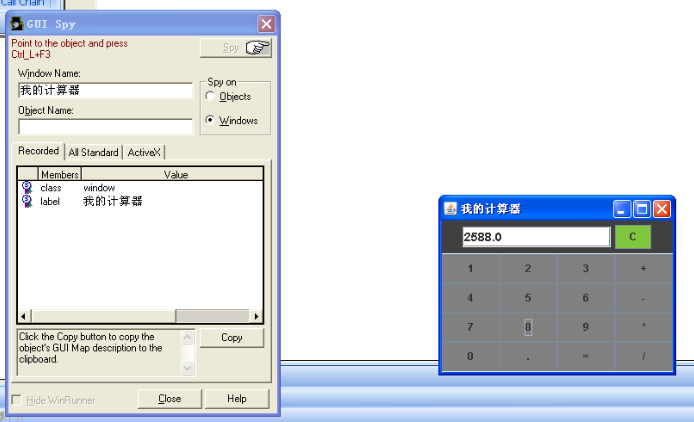 Call Chain
GUI Spy
Point to the object and press
Ctrl_L+F3
Spy
Window Name:
我的计算器
Spy on
Objects
Windows
Object Name:
Recorded All Standard ActiveX
Members Value
class window
label 我的计算器
Click the Copy button to copy the
object's GUI Map description to the
clipboard.
Copy
Hide WinRunner
Close
Help
我的计算器
2588.0 C
1 2 3 +
4 5 6 -
7 8 9 *
0 . = /